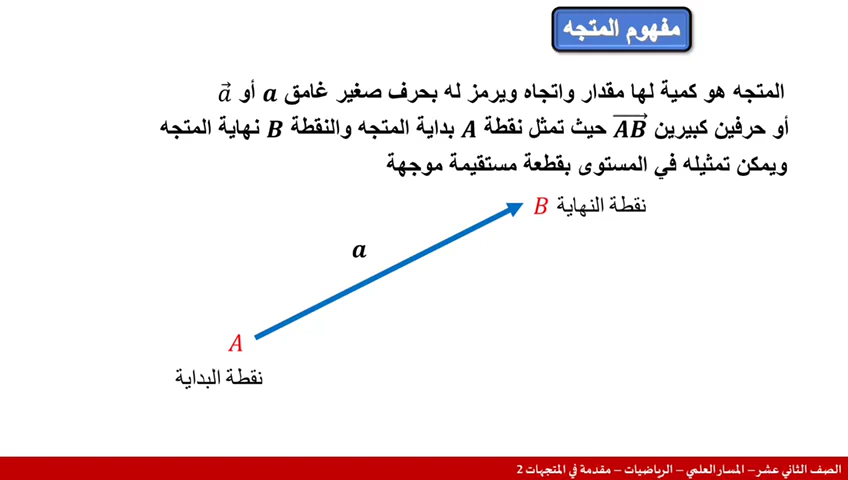 مفهوم المتجه
المتجه هو كمية لها مقدار واتجاه ويرمز له بحرف صغير غامق a أو a⃗
أو حرفين كبيرين A͞B⃗ حيث تمثل نقطة A بداية المتجه والنقطة B نهاية المتجه
ويمكن تمثيله في المستوى بقطعة مستقيمة موجهة
B نقطة النهاية
a
A
نقطة البداية
الصف الثاني عشر – المسار العلمي – الرياضيات – مقدمة في المتجهات 2